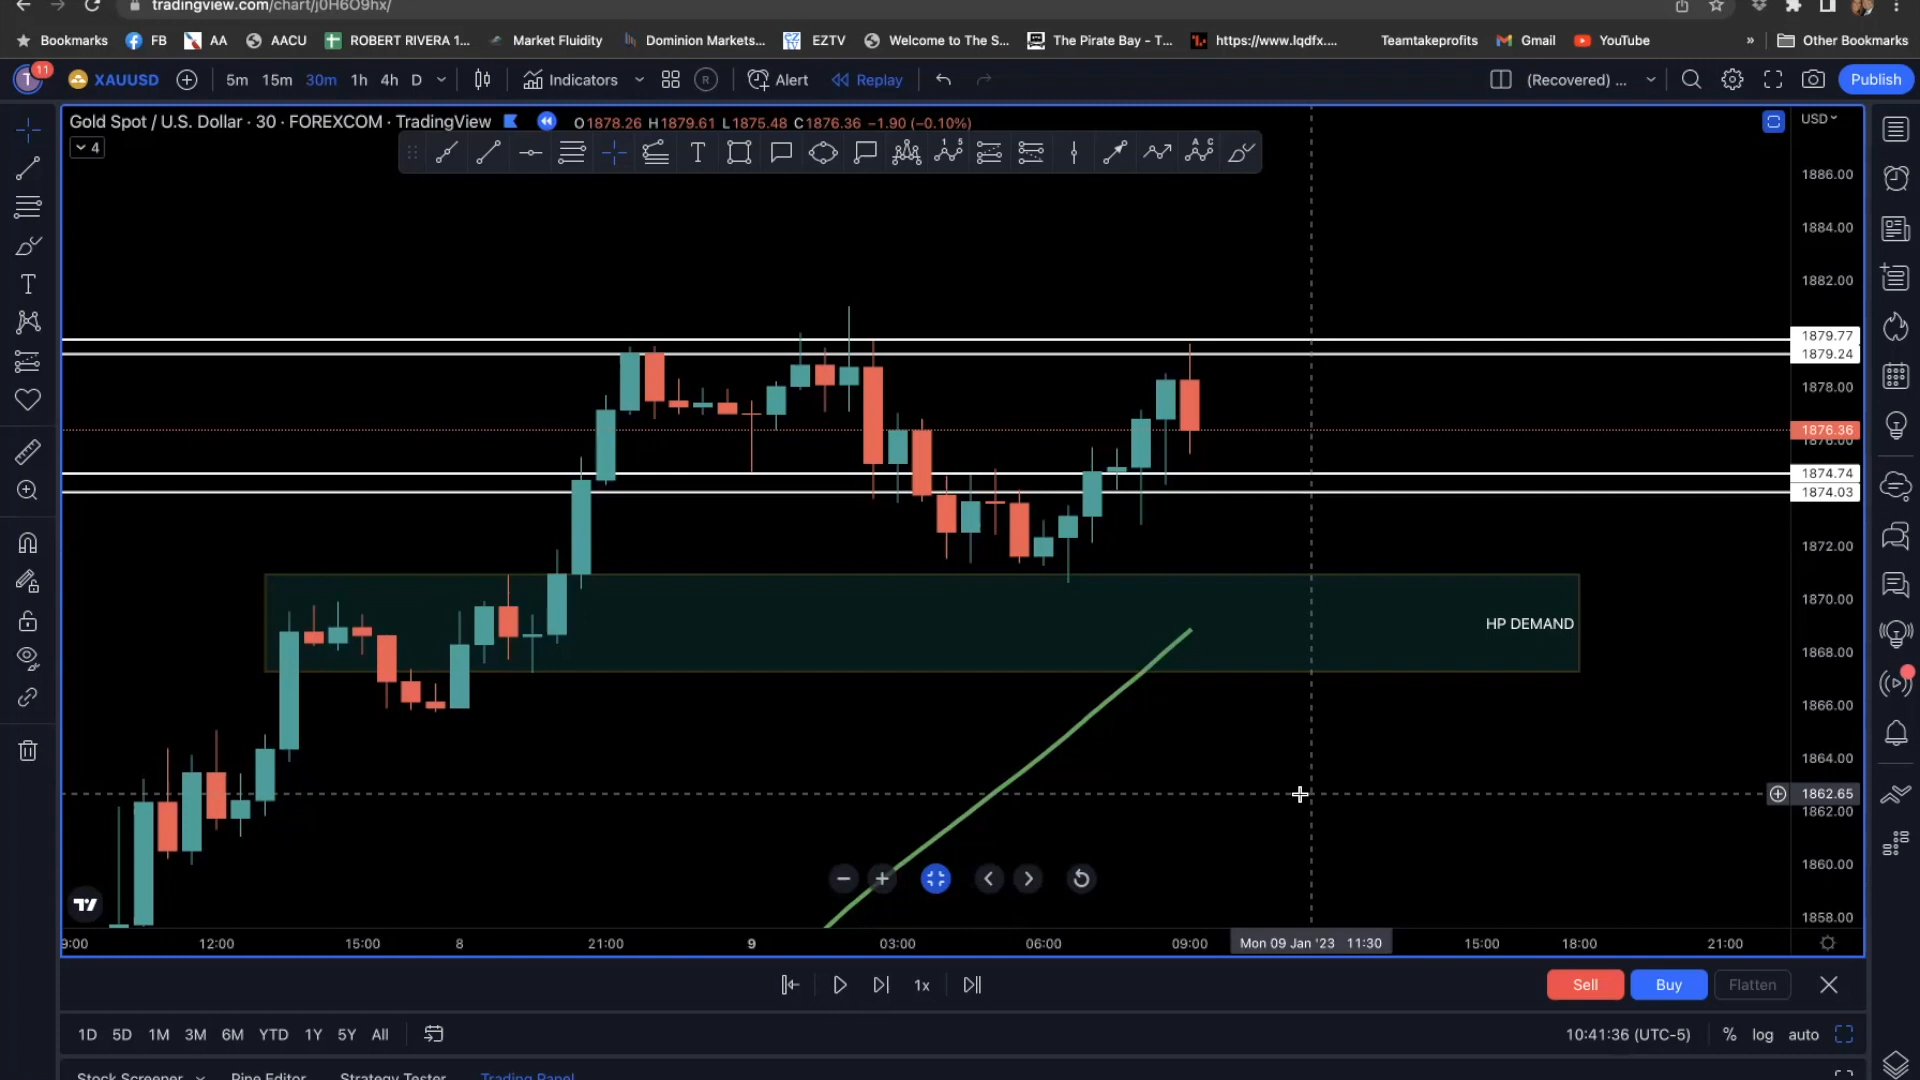 tradingview.com/chart/j0H6O9hx/
Bookmarks FB AA AACU ROBERT RIVERA 1... Market Fluidity Dominion Markets... EZTV Welcome to The S... The Pirate Bay - T... https://www.lqdfx.... Teamtakeprofits Gmail YouTube » Other Bookmarks
T 11 XAUUSD 5m 15m 30m 1h 4h D Indicators R Alert Replay (Recovered) ... Publish
Gold Spot / U.S. Dollar · 30 · FOREXCOM · TradingView O1878.26 H1879.61 L1875.48 C1876.36 −1.90 (−0.10%) USD
4
1886.00
1884.00
1882.00
1879.77
1879.24
1878.00
1876.36
1876.00
1874.74
1874.03
1872.00
1870.00
HP DEMAND
1868.00
1866.00
1864.00
1862.65
1862.00
1860.00
1858.00
9:00 12:00 15:00 8 21:00 9 03:00 06:00 09:00 Mon 09 Jan '23 11:30 15:00 18:00 21:00
1x Sell Buy Flatten
1D 5D 1M 3M 6M YTD 1Y 5Y All 10:41:36 (UTC-5) % log auto
Stock Screener Pine Editor Strategy Tester Trading Panel